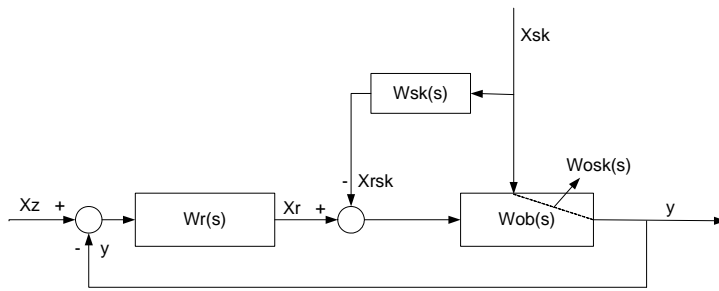 Xsk
Wsk(s)
Wosk(s)
- Xrsk
Xz +
Wr(s)
Xr +
Wob(s)
y
- y